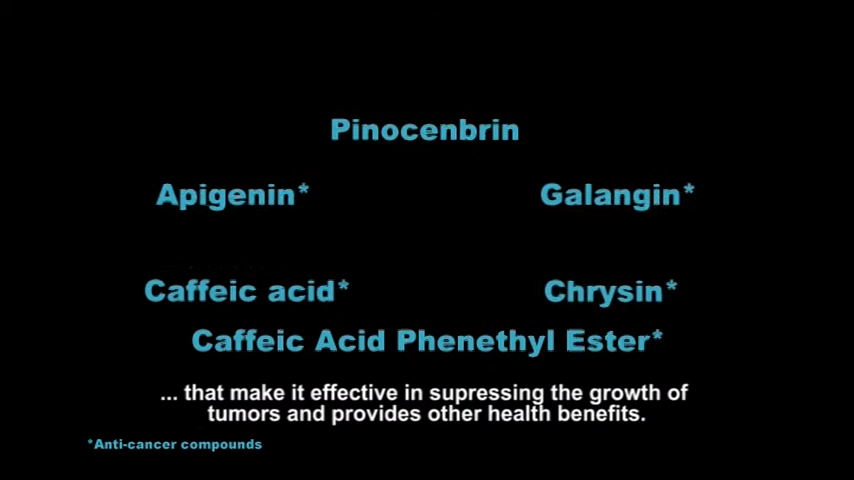 Pinocenbrin
Apigenin*
Galangin*
Caffeic acid*
Chrysin*
Caffeic Acid Phenethyl Ester*
... that make it effective in supressing the growth of
tumors and provides other health benefits.
*Anti-cancer compounds